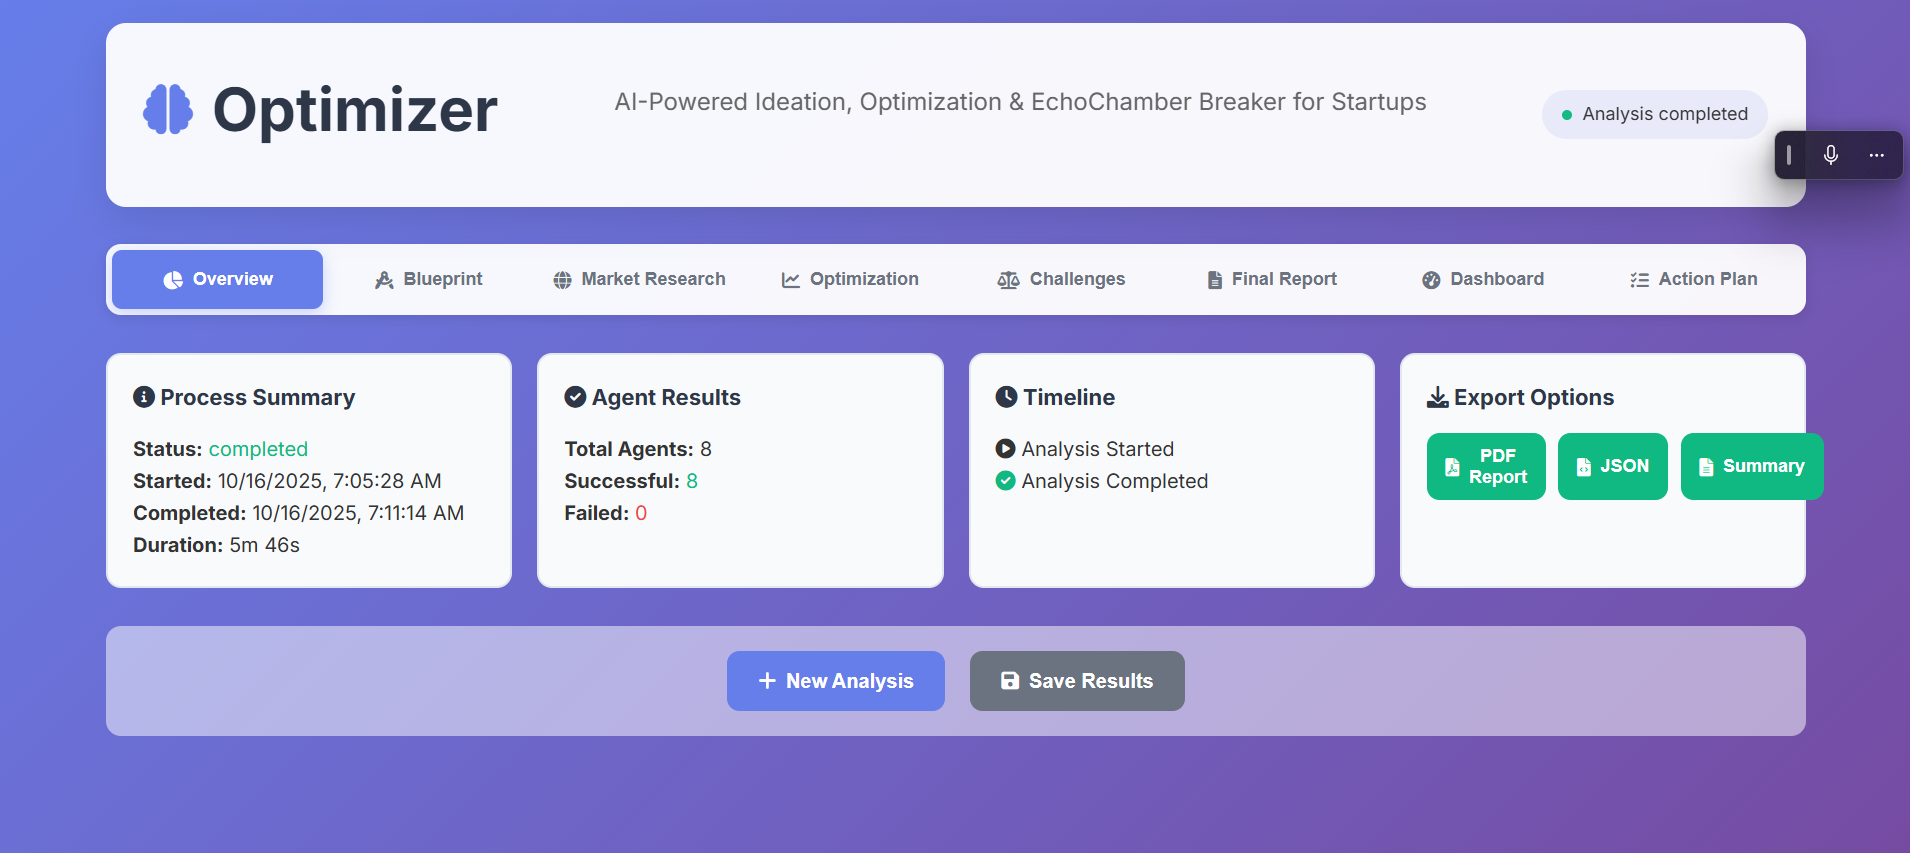 Optimizer
AI-Powered Ideation, Optimization & EchoChamber Breaker for Startups
Analysis completed
Overview
Blueprint
Market Research
Optimization
Challenges
Final Report
Dashboard
Action Plan
Process Summary
Status: completed
Started: 10/16/2025, 7:05:28 AM
Completed: 10/16/2025, 7:11:14 AM
Duration: 5m 46s
Agent Results
Total Agents: 8
Successful: 8
Failed: 0
Timeline
Analysis Started
Analysis Completed
Export Options
PDF
Report
JSON
Summary
New Analysis
Save Results